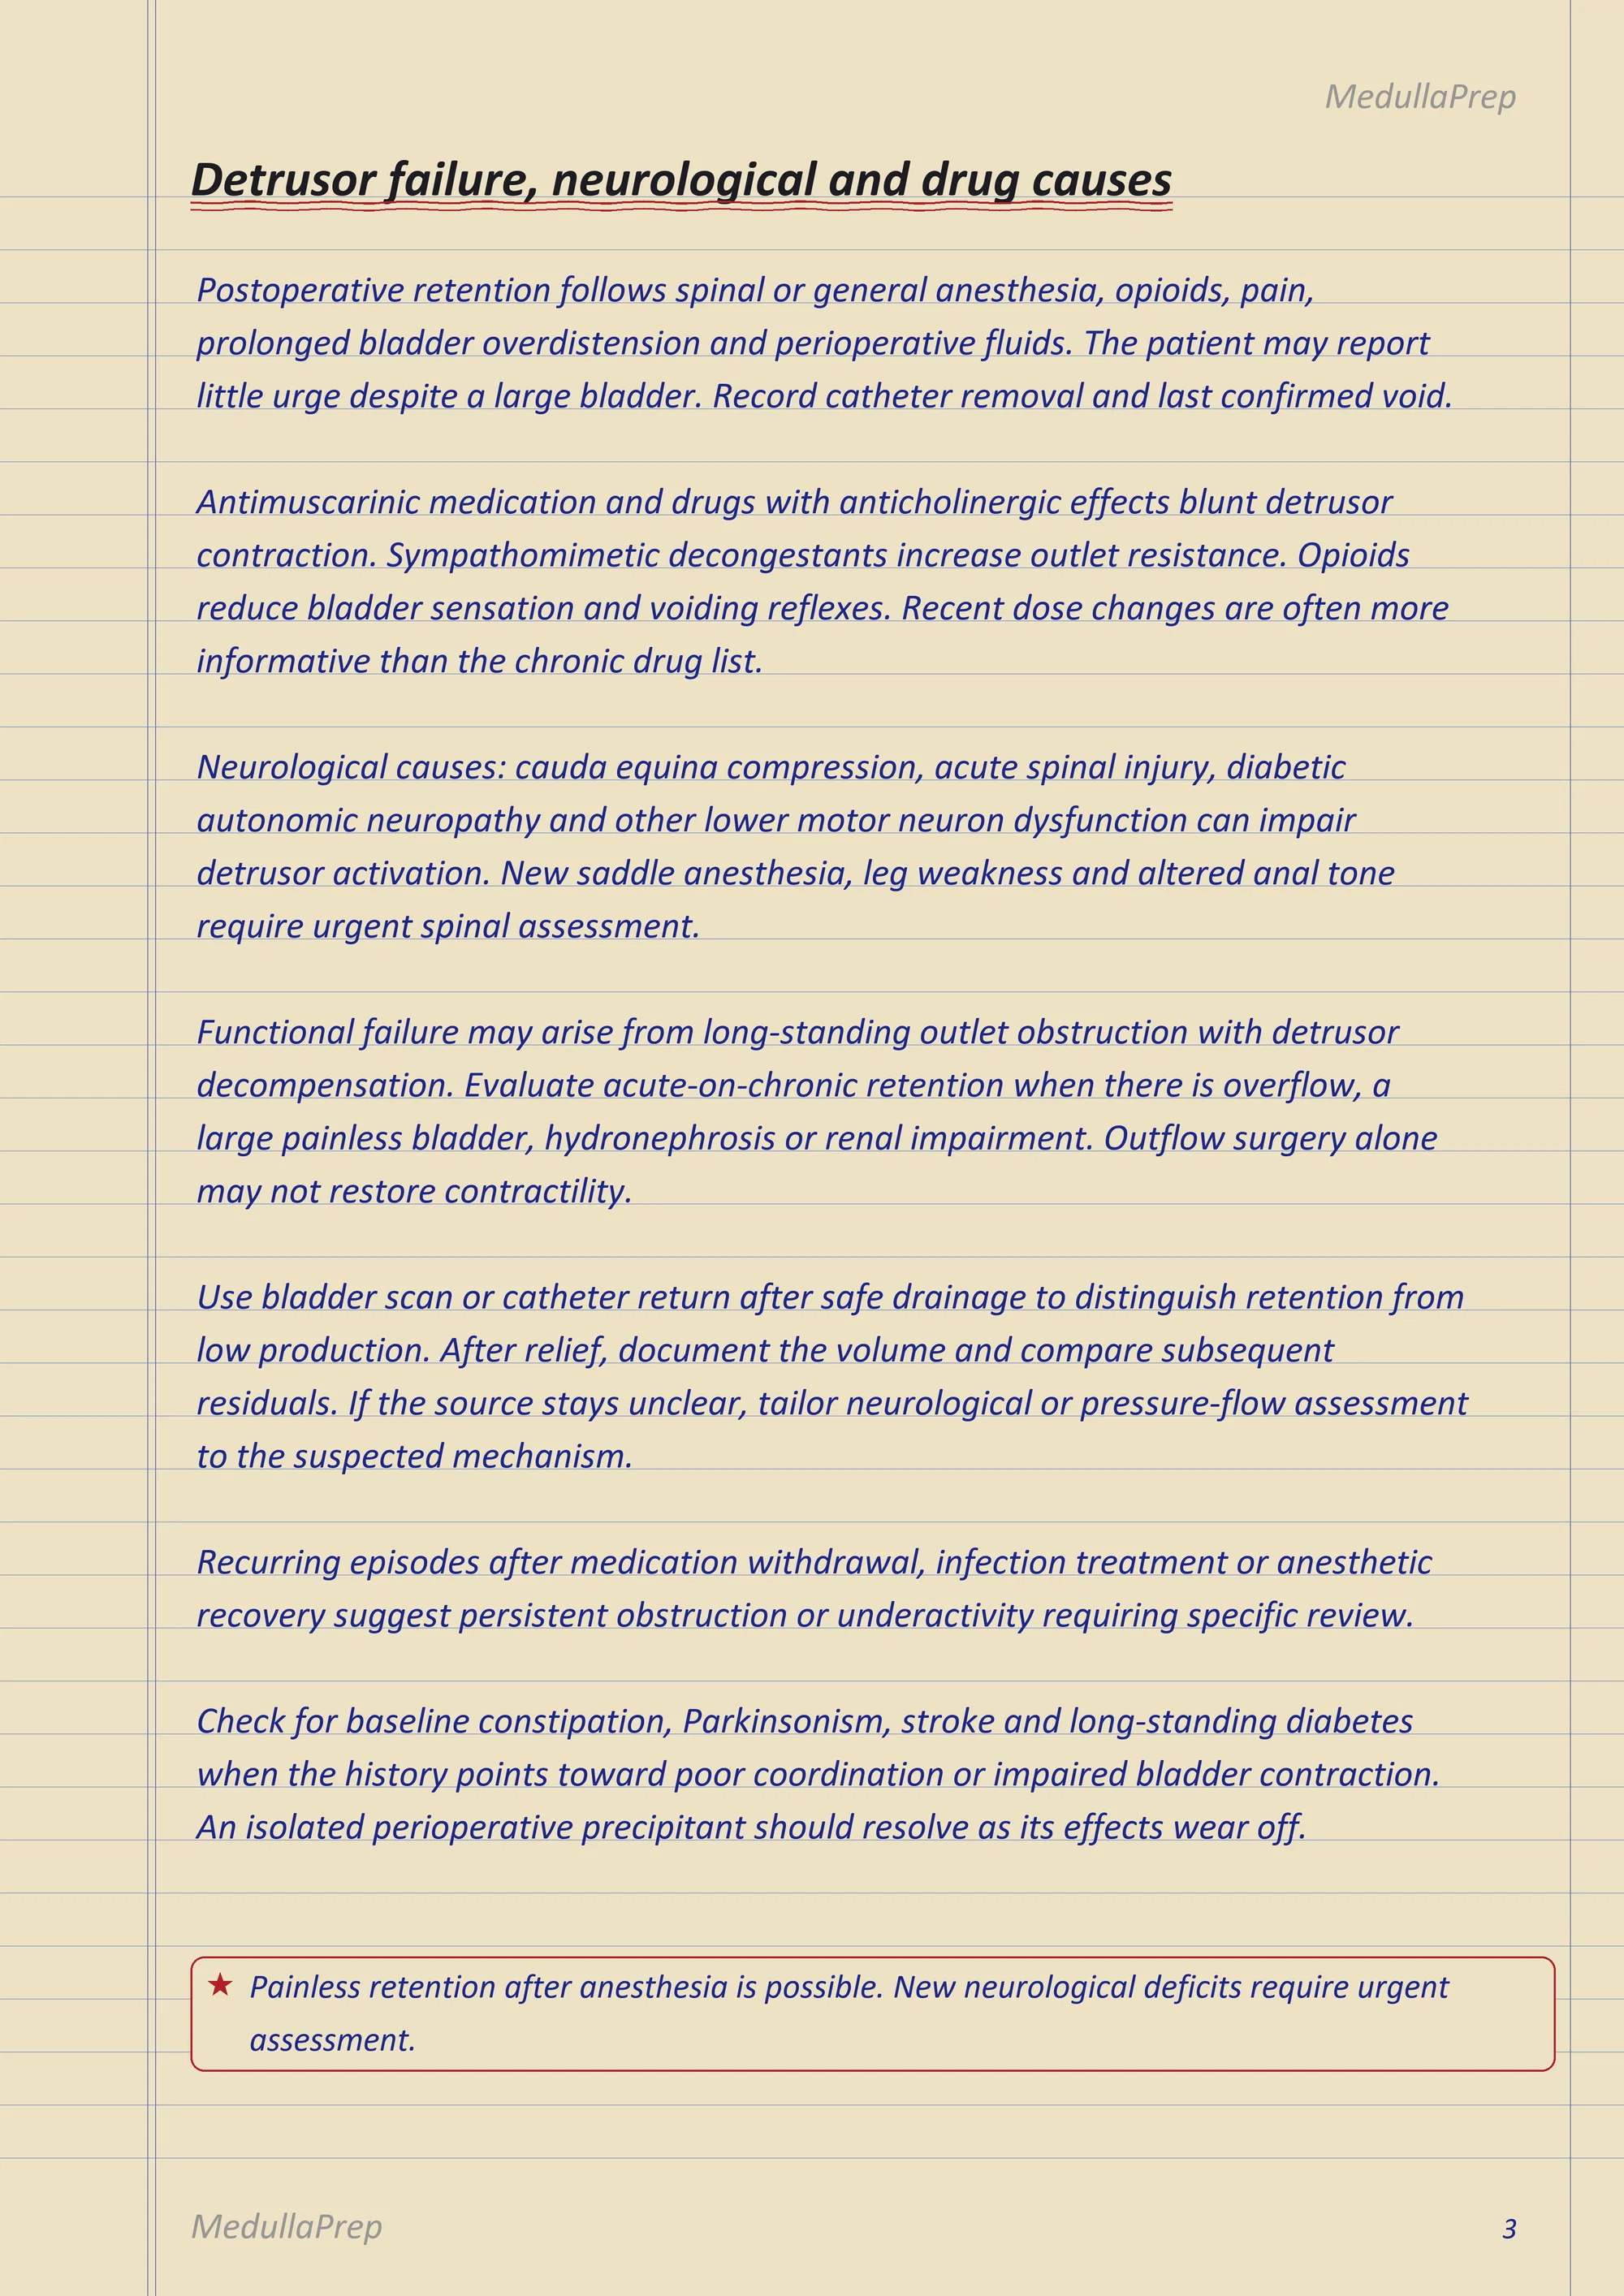 MedullaPrep
Detrusor failure, neurological and drug causes
Postoperative retention follows spinal or general anesthesia, opioids, pain,
prolonged bladder overdistension and perioperative fluids. The patient may report
little urge despite a large bladder. Record catheter removal and last confirmed void.
Antimuscarinic medication and drugs with anticholinergic effects blunt detrusor
contraction. Sympathomimetic decongestants increase outlet resistance. Opioids
reduce bladder sensation and voiding reflexes. Recent dose changes are often more
informative than the chronic drug list.
Neurological causes: cauda equina compression, acute spinal injury, diabetic
autonomic neuropathy and other lower motor neuron dysfunction can impair
detrusor activation. New saddle anesthesia, leg weakness and altered anal tone
require urgent spinal assessment.
Functional failure may arise from long-standing outlet obstruction with detrusor
decompensation. Evaluate acute-on-chronic retention when there is overflow, a
large painless bladder, hydronephrosis or renal impairment. Outflow surgery alone
may not restore contractility.
Use bladder scan or catheter return after safe drainage to distinguish retention from
low production. After relief, document the volume and compare subsequent
residuals. If the source stays unclear, tailor neurological or pressure-flow assessment
to the suspected mechanism.
Recurring episodes after medication withdrawal, infection treatment or anesthetic
recovery suggest persistent obstruction or underactivity requiring specific review.
Check for baseline constipation, Parkinsonism, stroke and long-standing diabetes
when the history points toward poor coordination or impaired bladder contraction.
An isolated perioperative precipitant should resolve as its effects wear off.
★ Painless retention after anesthesia is possible. New neurological deficits require urgent
assessment.
MedullaPrep
3